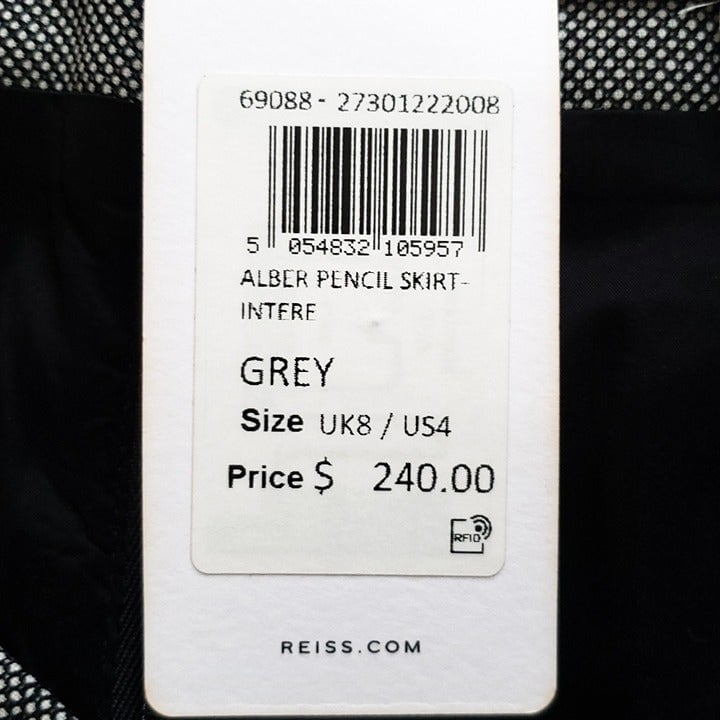 69088 - 27301222008
5 054832 105957
ALBER PENCIL SKIRT-
INTERE
GREY
Size UK8 / US4
Price $ 240.00
RFID
REISS.COM